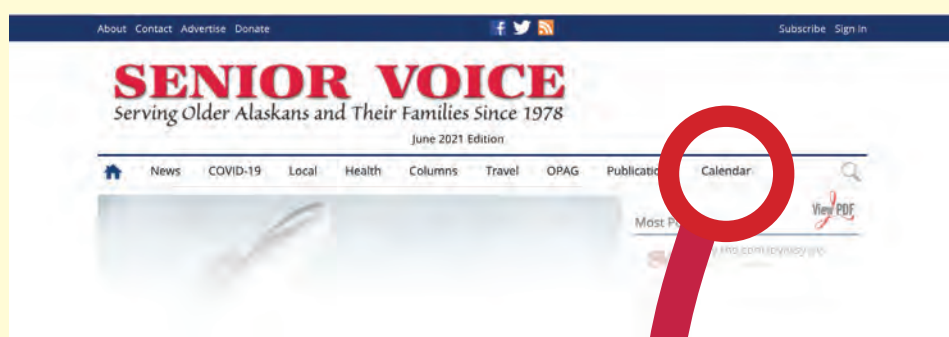 About Contact Advertise Donate
Subscribe Sign In
SENIOR VOICE
Serving Older Alaskans and Their Families Since 1978
June 2021 Edition
News COVID-19 Local Health Columns Travel OPAG Calendar
View PDF
Most